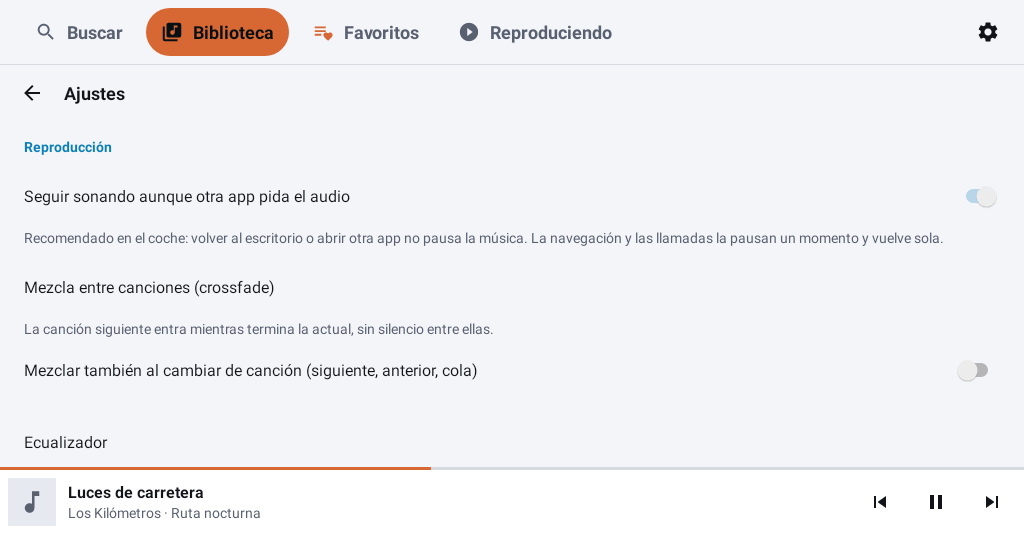 Buscar
Biblioteca
Favoritos
Reproduciendo
Ajustes
Reproducción
Seguir sonando aunque otra app pida el audio
Recomendado en el coche: volver al escritorio o abrir otra app no pausa la música. La navegación y las llamadas la pausan un momento y vuelve sola.
Mezcla entre canciones (crossfade)
La canción siguiente entra mientras termina la actual, sin silencio entre ellas.
Mezclar también al cambiar de canción (siguiente, anterior, cola)
Ecualizador
Luces de carretera
Los Kilómetros · Ruta nocturna